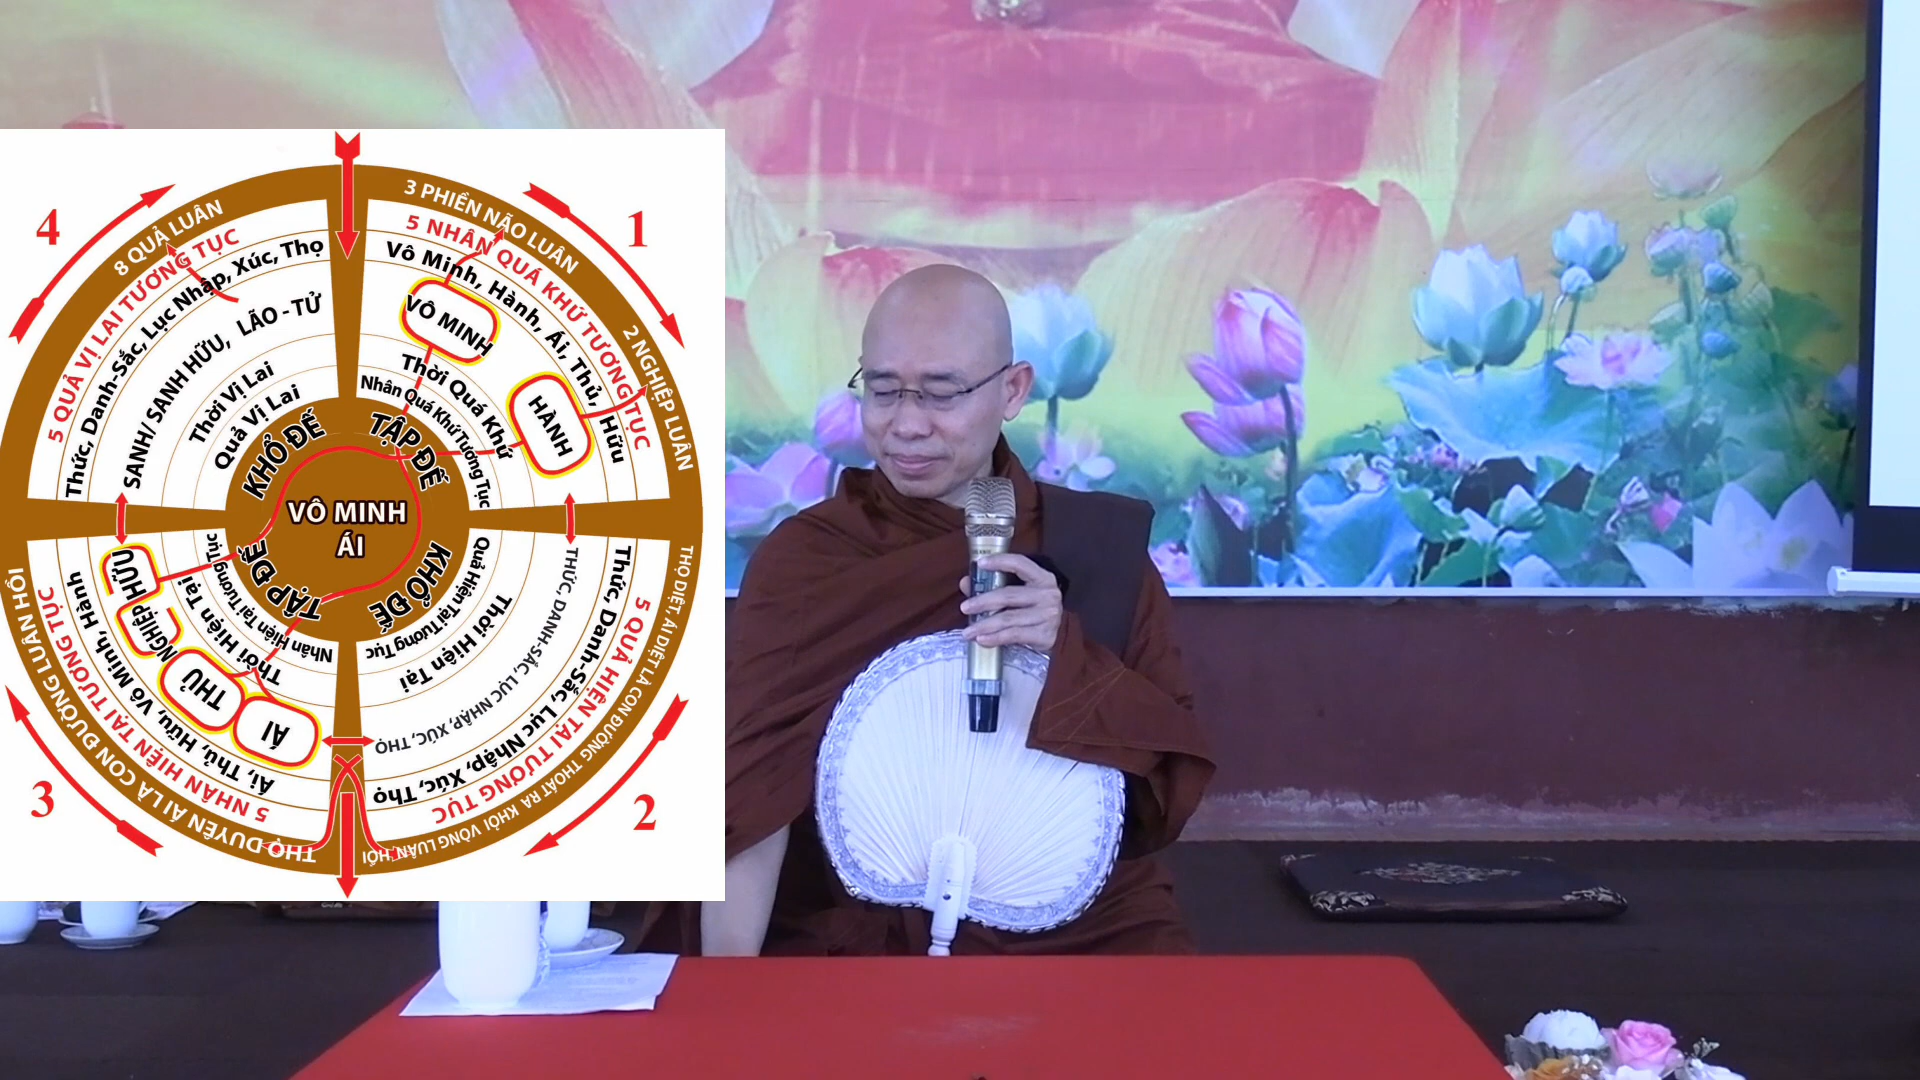 4
8 QUẢ LUÂN
5 QUẢ VỊ LAI TƯƠNG TỤC
Thức, Danh-Sắc, Lục Nhập, Xúc, Thọ
SANH/ SANH HỮU, LÃO - TỬ
Thời Vị Lai
Quả Vị Lai
KHỔ ĐẾ
1
3 PHIỀN NÃO LUÂN
2 NGHIỆP LUÂN
5 NHÂN QUÁ KHỨ TƯƠNG TỤC
Vô Minh, Hành, Ái, Thủ, Hữu
VÔ MINH
HÀNH
Thời Quá Khứ
Nhân Quá Khứ Tương Tục
TẬP ĐẾ
VÔ MINH
ÁI
KHỔ ĐẾ
Quả Hiện Tại Tương Tục
Thời Hiện Tại
THỨC, DANH-SẮC, LỤC NHẬP, XÚC, THỌ
Thức, Danh-Sắc, Lục Nhập, Xúc, Thọ
5 QUẢ HIỆN TẠI TƯƠNG TỤC
THỌ DIỆT, ÁI DIỆT LÀ CON ĐƯỜNG THOÁT RA KHỎI VÒNG LUÂN HỒI
2
TẬP ĐẾ
Nhân Hiện Tại Tương Tục
Thời Hiện Tại
ÁI
THỦ
NGHIỆP HỮU
Ái, Thủ, Hữu, Vô Minh, Hành
5 NHÂN HIỆN TẠI TƯƠNG TỤC
THỌ DUYÊN ÁI LÀ CON ĐƯỜNG LUÂN HỒI
3